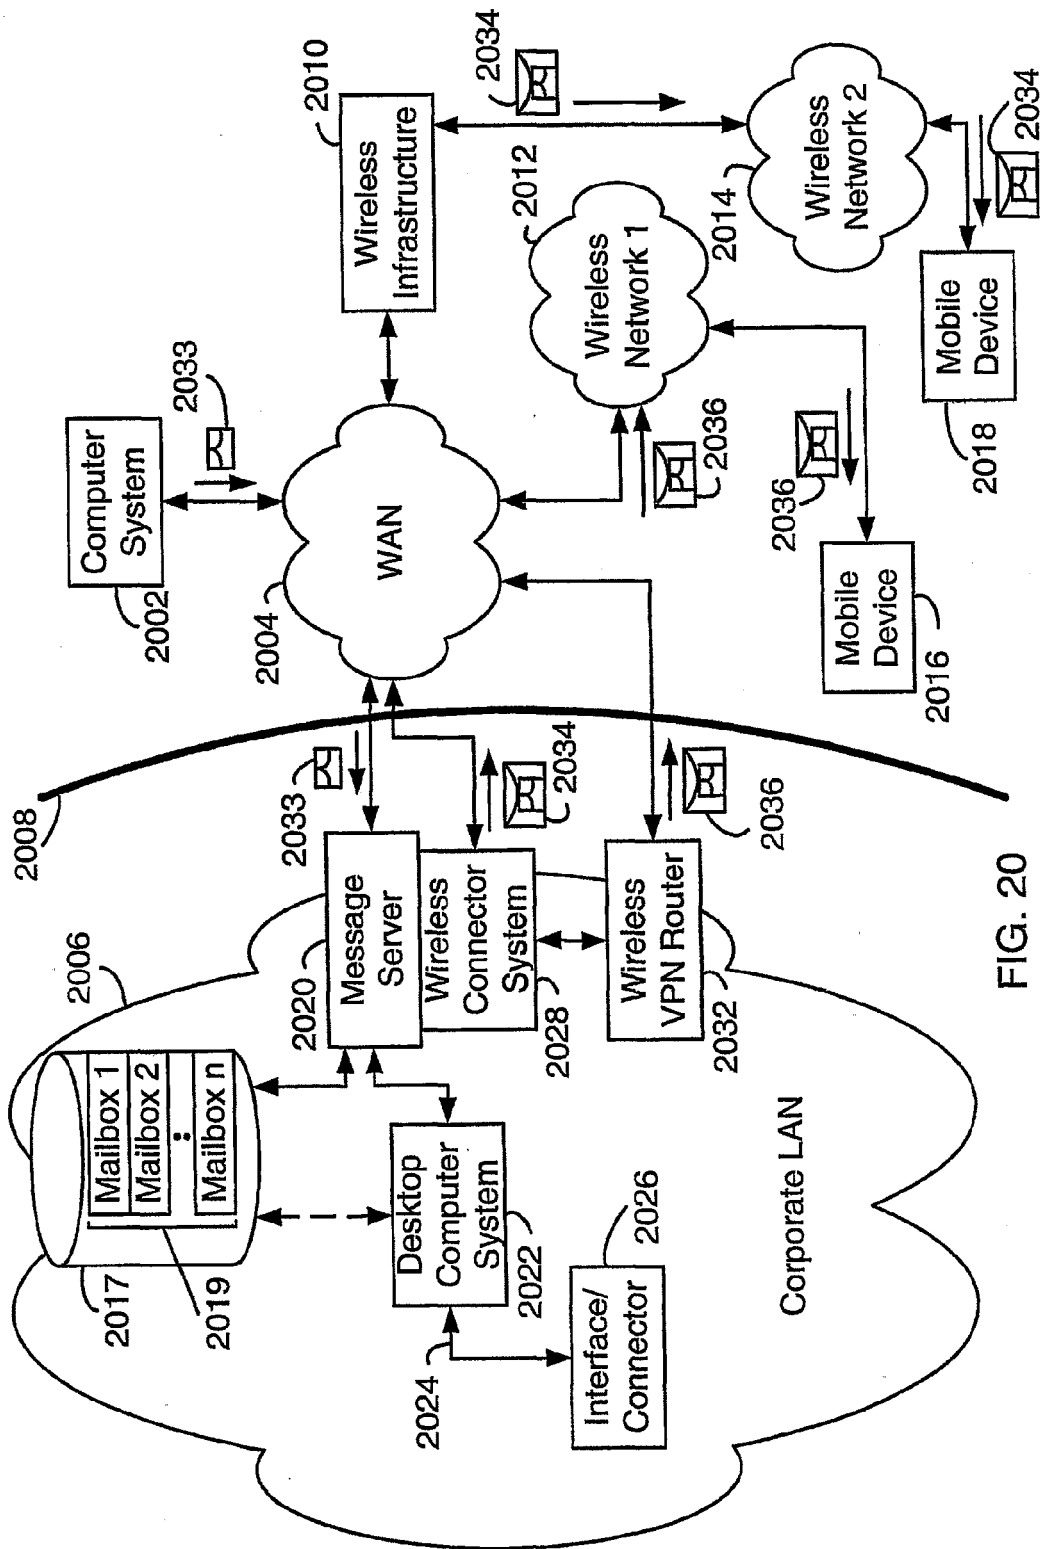 2008
2006
2017
Mailbox 1
Mailbox 2
Mailbox n
2019
2020
Message
Server
2033
Wireless
Connector
System
2028
2034
Desktop
Computer
System
2022
2024
Interface/
Connector
2026
Wireless
VPN Router
2032
2036
Corporate LAN
Computer
System
2002
2033
2004
WAN
Wireless
Infrastructure
2010
2034
2036
Wireless
Network 1
2012
Wireless
Network 2
2014
2034
2036
Mobile
Device
2016
Mobile
Device
2018
FIG. 20